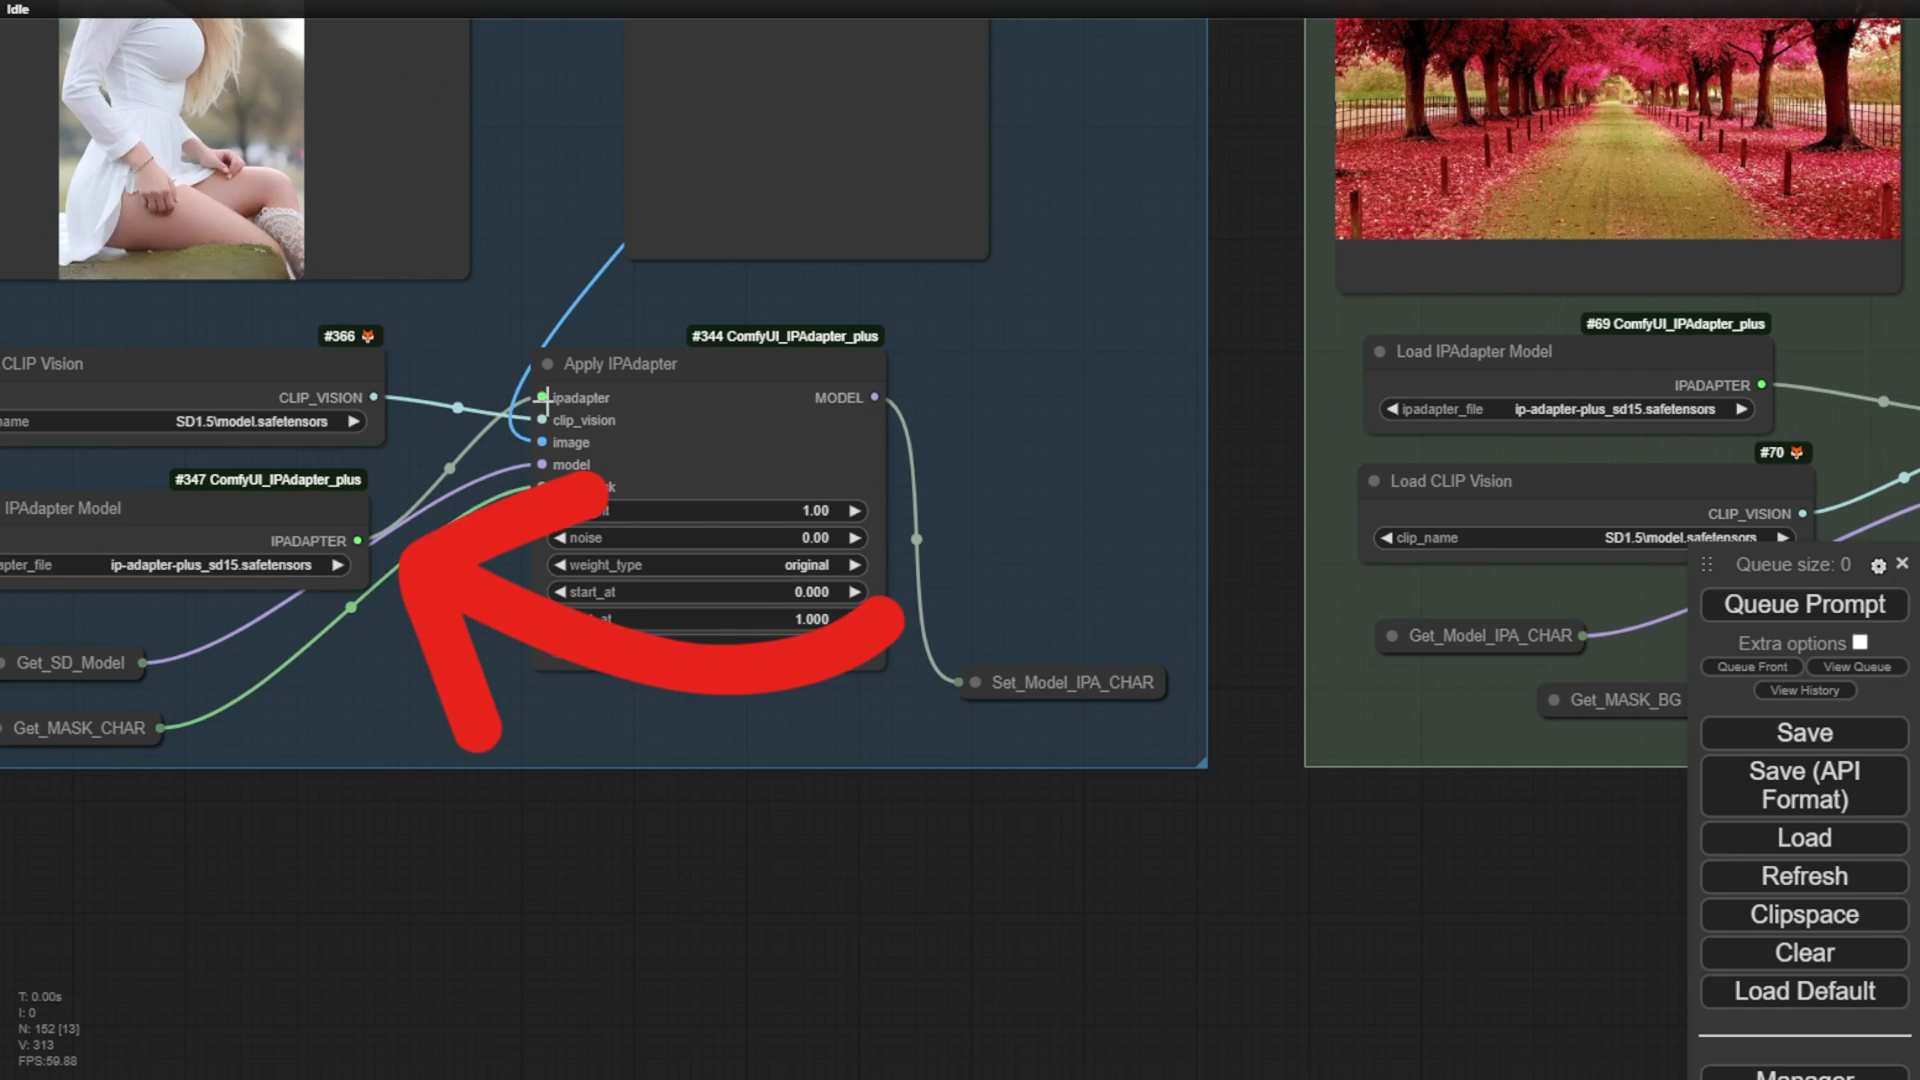 Idle
#366
CLIP Vision
CLIP_VISION
name
SD1.5\model.safetensors
#347 ComfyUI_IPAdapter_plus
IPAdapter Model
IPADAPTER
apter_file
ip-adapter-plus_sd15.safetensors
Get_SD_Model
Get_MASK_CHAR
#344 ComfyUI_IPAdapter_plus
Apply IPAdapter
ipadapter
MODEL
clip_vision
image
model
1.00
noise
0.00
weight_type
original
start_at
0.000
1.000
Set_Model_IPA_CHAR
#69 ComfyUI_IPAdapter_plus
Load IPAdapter Model
IPADAPTER
ipadapter_file
ip-adapter-plus_sd15.safetensors
#70
Load CLIP Vision
CLIP_VISION
clip_name
SD1.5\model.safetensors
Get_Model_IPA_CHAR
Get_MASK_BG
Queue size: 0
Queue Prompt
Extra options
Queue Front
View Queue
View History
Save
Save (API
Format)
Load
Refresh
Clipspace
Clear
Load Default
Manager
T: 0.00s
I: 0
N: 152 [13]
V: 313
FPS:59.88